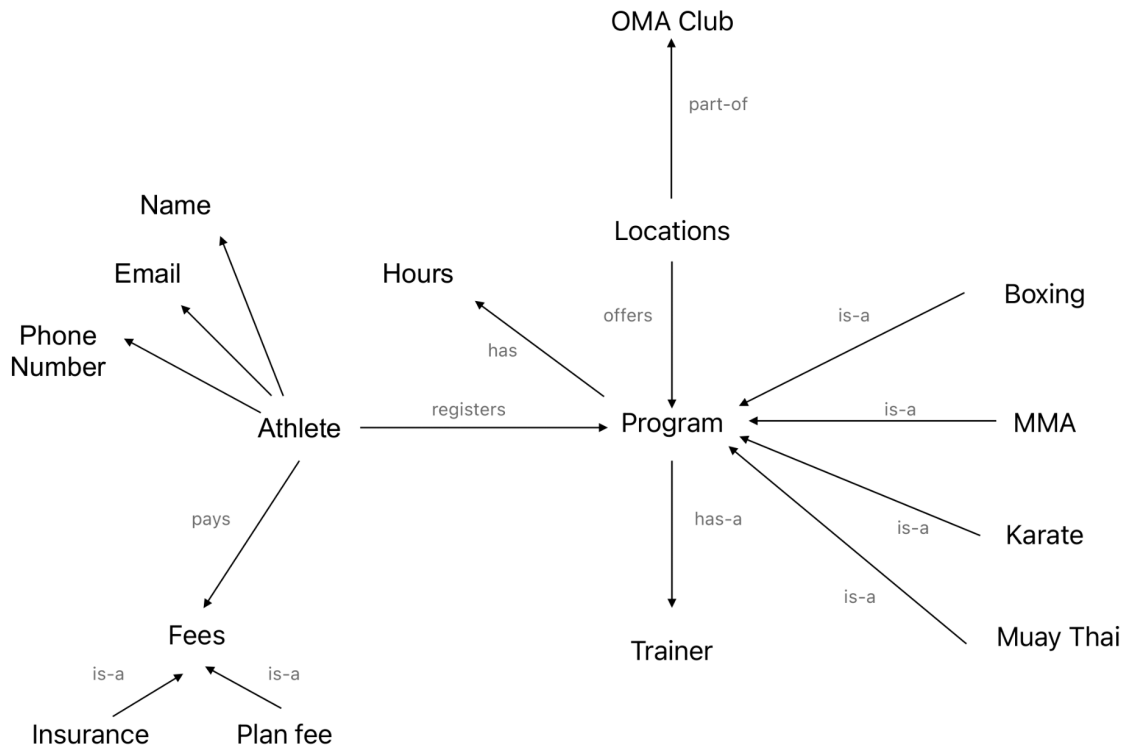 OMA Club
part-of
Name
Locations
Email
Hours
Boxing
Phone
Number
offers
is-a
has
registers
is-a
Athlete
Program
MMA
pays
has-a
is-a
Karate
is-a
Fees
Trainer
Muay Thai
is-a
is-a
Insurance
Plan fee